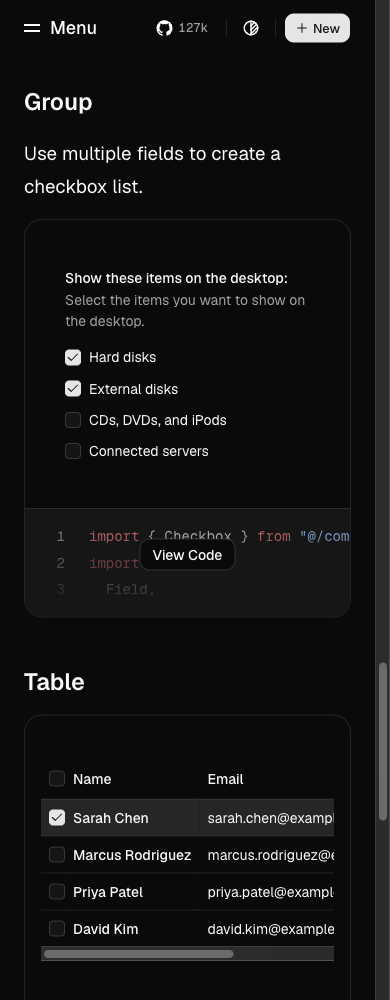 Menu
127k
New
Group
Use multiple fields to create a
checkbox list.
Show these items on the desktop:
Select the items you want to show on
the desktop.
Hard disks
External disks
CDs, DVDs, and iPods
Connected servers
1 import { Checkbox } from "@/com
2 import
View Code
3 Field,
Table
Name Email
Sarah Chen sarah.chen@exampl
Marcus Rodriguez marcus.rodriguez@e
Priya Patel priya.patel@example
David Kim david.kim@example